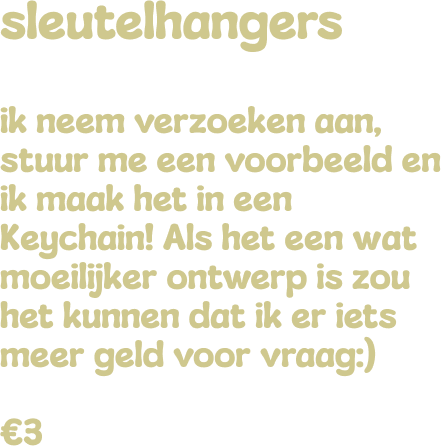 sleutelhangers
ik neem verzoeken aan,
stuur me een voorbeeld en
ik maak het in een
Keychain! Als het een wat
moeilijker ontwerp is zou
het kunnen dat ik er iets
meer geld voor vraag:)
€3